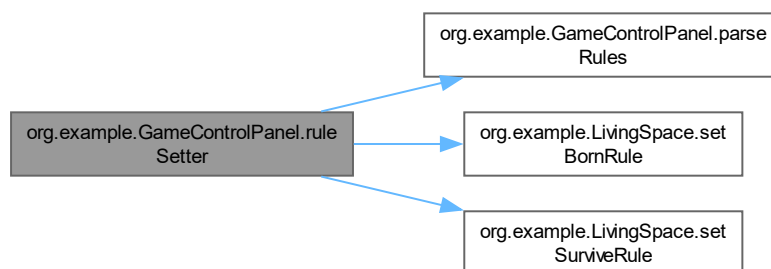 org.example.GameControlPanel.parse
Rules
org.example.GameControlPanel.rule
Setter
org.example.LivingSpace.set
BornRule
org.example.LivingSpace.set
SurviveRule